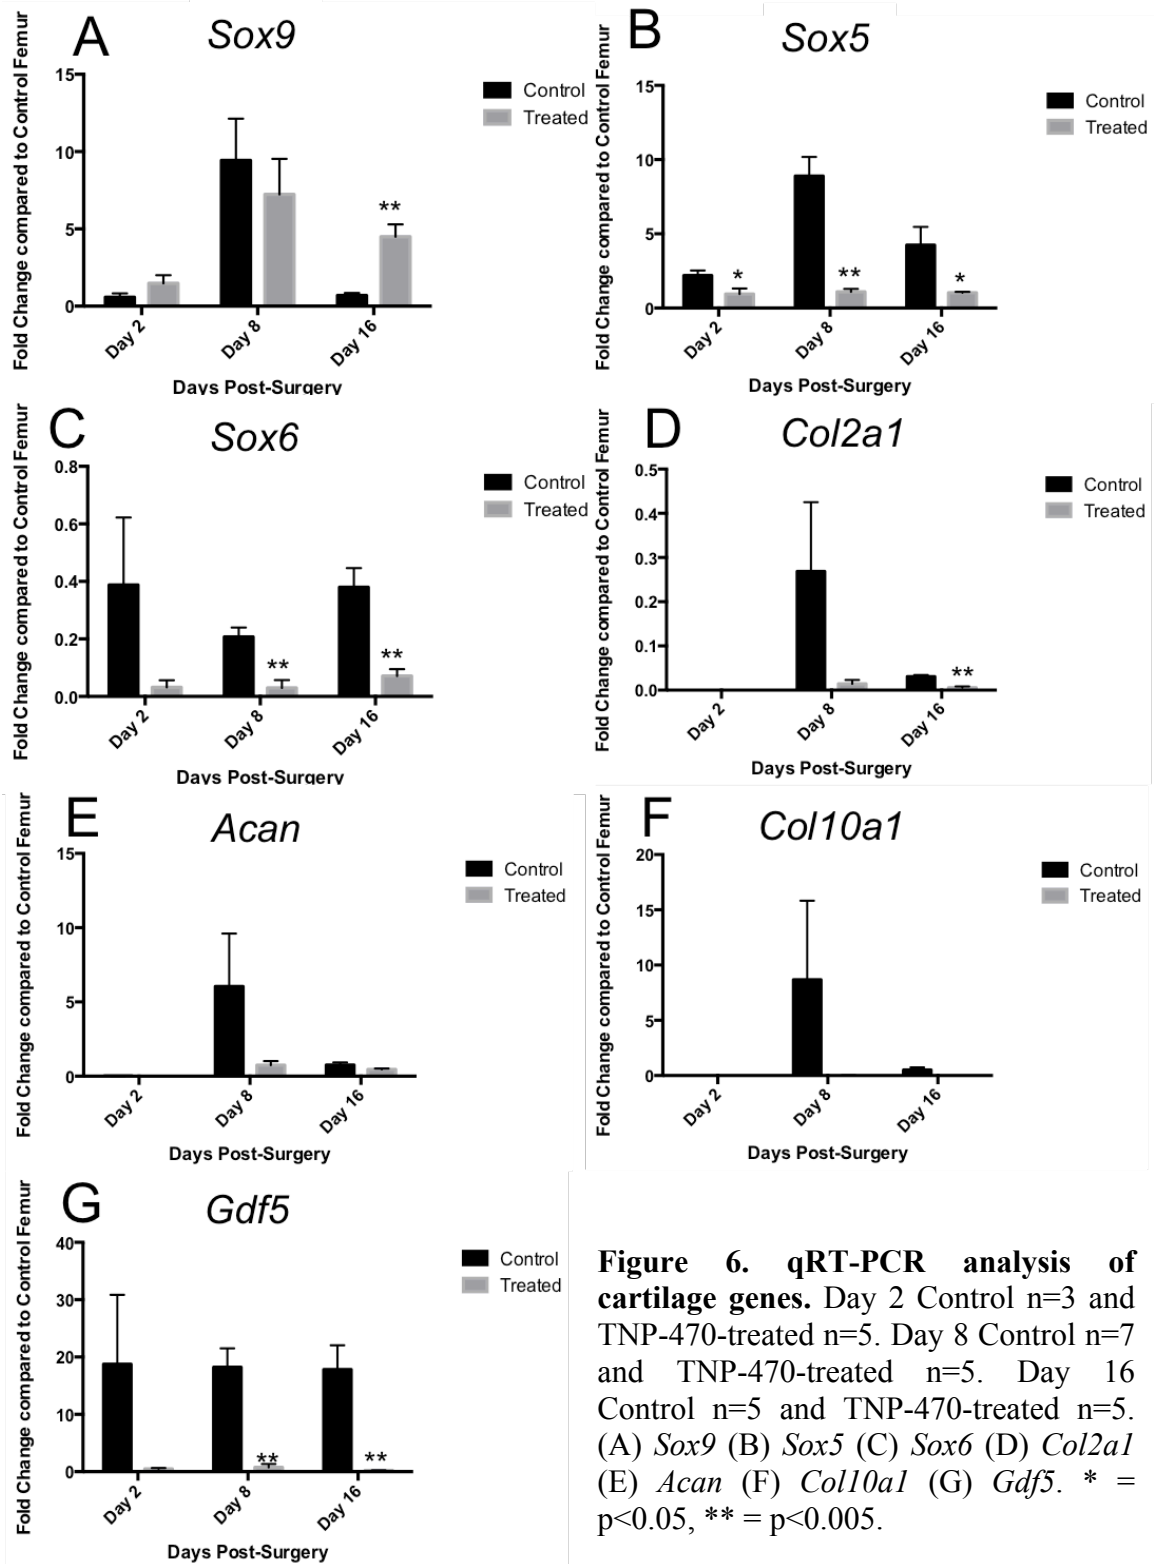 A
Sox9
Fold Change compared to Control Femur
15
10
5
0
Control
Treated
**
Day 2
Day 8
Day 16
Days Post-Surgery
B
Sox5
Fold Change compared to Control Femur
15
10
5
0
Control
Treated
*
**
*
Day 2
Day 8
Day 16
Days Post-Surgery
C
Sox6
Fold Change compared to Control Femur
0.8
0.6
0.4
0.2
0.0
Control
Treated
**
**
Day 2
Day 8
Day 16
Days Post-Surgery
D
Col2a1
Fold Change compared to Control Femur
0.5
0.4
0.3
0.2
0.1
0.0
Control
Treated
**
Day 2
Day 8
Day 16
Days Post-Surgery
E
Acan
Fold Change compared to Control Femur
15
10
5
0
Control
Treated
Day 2
Day 8
Day 16
Days Post-Surgery
F
Col10a1
Fold Change compared to Control Femur
20
15
10
5
0
Control
Treated
Day 2
Day 8
Day 16
Days Post-Surgery
G
Gdf5
Fold Change compared to Control Femur
40
30
20
10
0
Control
Treated
**
**
Day 2
Day 8
Day 16
Days Post-Surgery
Figure 6. qRT-PCR analysis of
cartilage genes. Day 2 Control n=3 and
TNP-470-treated n=5. Day 8 Control n=7
and TNP-470-treated n=5. Day 16
Control n=5 and TNP-470-treated n=5.
(A) Sox9 (B) Sox5 (C) Sox6 (D) Col2a1
(E) Acan (F) Col10a1 (G) Gdf5. * =
p<0.05, ** = p<0.005.